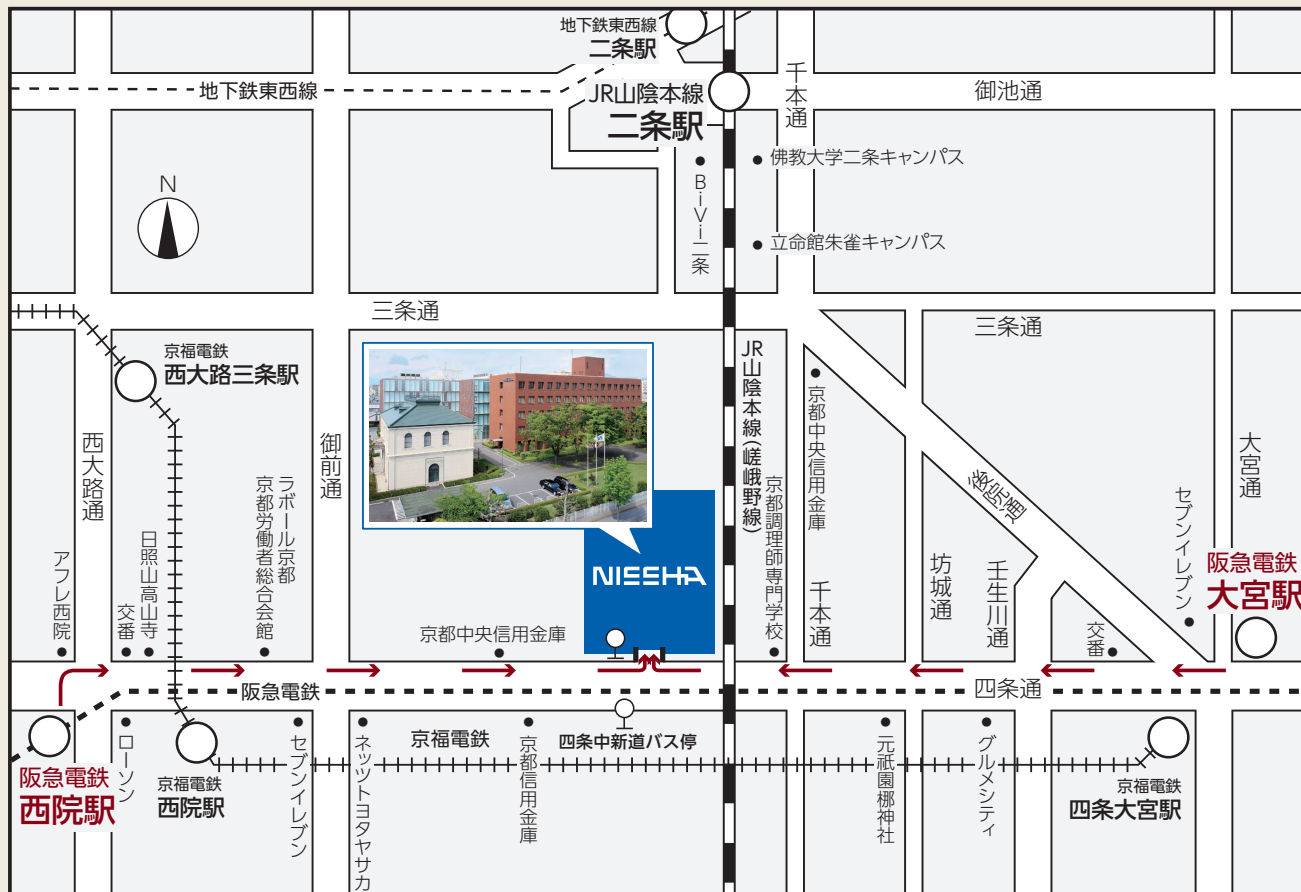 地下鉄東西線
二条駅
地下鉄東西線
JR山陰本線
二条駅
千本通
御池通
佛教大学二条キャンパス
BiVi二条
立命館朱雀キャンパス
N
三条通
三条通
京福電鉄
西大路三条駅
JR山陰本線(嵯峨野線)
京都中央信用金庫
西大路通
御前通
大宮通
後院通
ラボール京都
京都労働者総合会館
京都調理師専門学校
セブンイレブン
アフレ西院
交番
日照山高山寺
NISSHA
千本通
坊城通
壬生川通
交番
阪急電鉄
大宮駅
京都中央信用金庫
阪急電鉄
四条通
ローソン
セブンイレブン
ネッツトヨタヤサカ
京福電鉄
京都信用金庫
四条中新道バス停
元祇園梛神社
グルメシティ
阪急電鉄
西院駅
京福電鉄
西院駅
京福電鉄
四条大宮駅